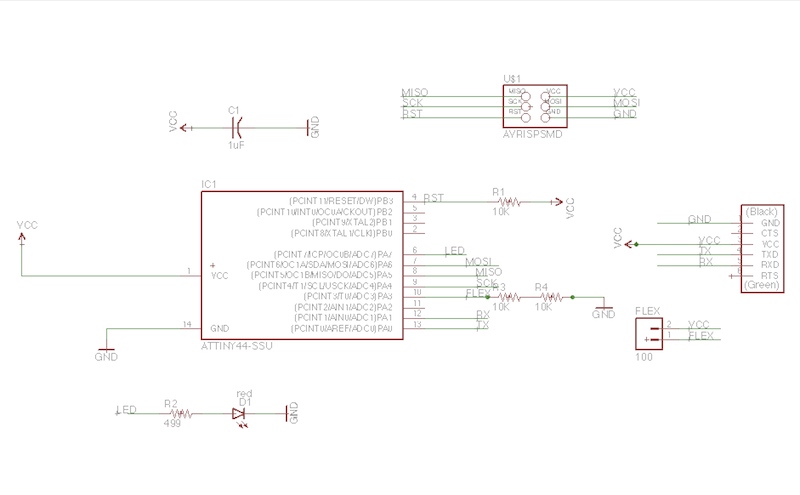 U$1
MISO
SCK
RST
MISO VCC
SCK MOSI
RST GND
VCC
MOSI
GND
AVRISPSMD
VCC
C1
1uF
GND
IC1
(PCINT11/RESET/DW)PB3 4 RST
(PCINT10/INT0/OC0A/CKOUT)PB2 5
(PCINT9/XTAL2)PB1 3
(PCINT8/XTAL1/CLKI)PB0 2
(PCINT7/ICP/OC0B/ADC7)PA7 6 LED
(PCINT6/OC1A/SDA/MOSI/ADC6)PA6 7 MOSI
(PCINT5/OC1B/MISO/DO/ADC5)PA5 8 MISO
(PCINT4/T1/SCL/USCK/ADC4)PA4 9 SCK
(PCINT3/T0/ADC3)PA3 10 FLEX
(PCINT2/AIN1/ADC2)PA2 11
(PCINT1/AIN0/ADC1)PA1 12 RX
(PCINT0/AREF/ADC0)PA0 13 TX
VCC
1 VCC
14 GND
GND
ATTINY44-SSU
R1
10K
VCC
R3
10K
R4
10K
GND
(Black)
GND 1 GND
2 CTS
VCC
VCC 3 VCC
TX 4 TXD
RX 5 RXD
6 RTS
(Green)
FLEX
2 VCC
1 FLEX
100
LED
R2
499
red
D1
GND